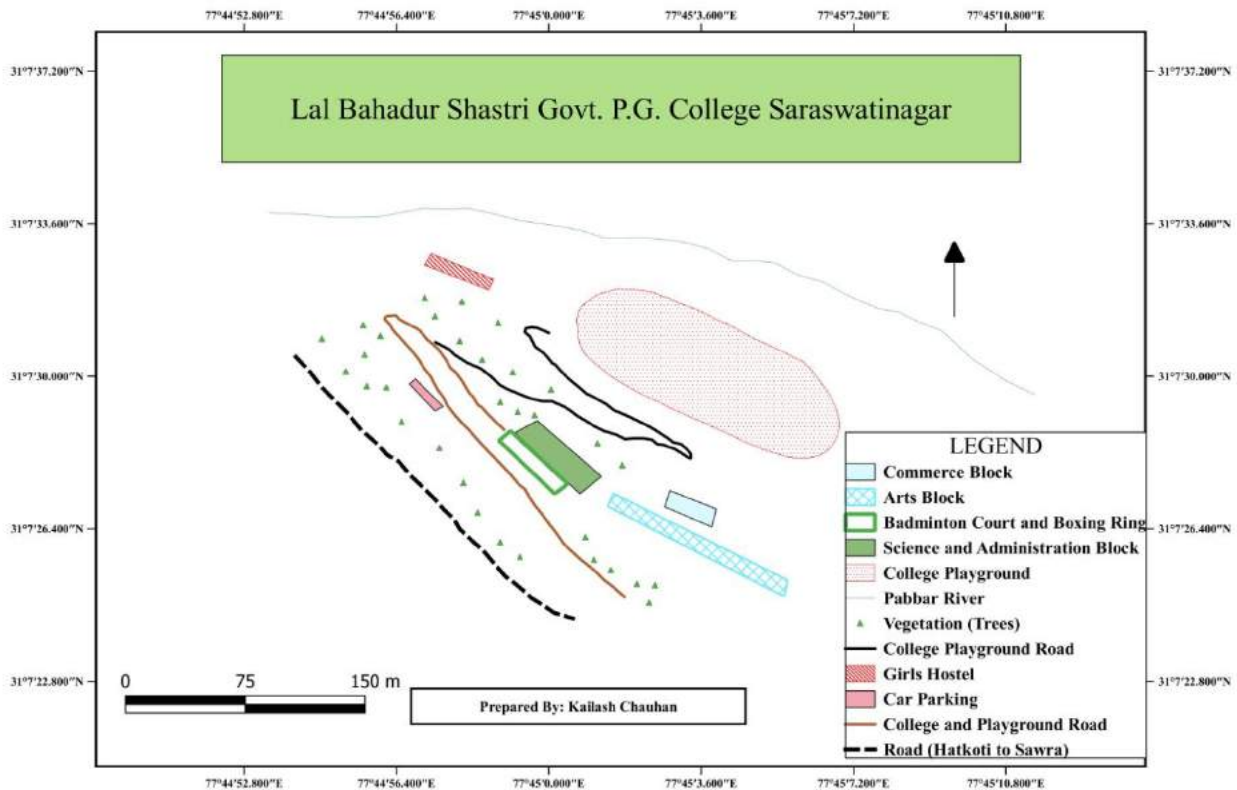 77°44'52.800"E 77°44'56.400"E 77°45'0.000"E 77°45'3.600"E 77°45'7.200"E 77°45'10.800"E
31°7'37.200"N 31°7'37.200"N
Lal Bahadur Shastri Govt. P.G. College Saraswatinagar
31°7'33.600"N 31°7'33.600"N
31°7'30.000"N 31°7'30.000"N
LEGEND
Commerce Block
Arts Block
31°7'26.400"N 31°7'26.400"N
Badminton Court and Boxing Ring
Science and Administration Block
College Playground
Pabbar River
Vegetation (Trees)
College Playground Road
Girls Hostel
Car Parking
College and Playground Road
Road (Hatkoti to Sawra)
31°7'22.800"N 31°7'22.800"N
0 75 150 m
Prepared By: Kailash Chauhan
77°44'52.800"E 77°44'56.400"E 77°45'0.000"E 77°45'3.600"E 77°45'7.200"E 77°45'10.800"E